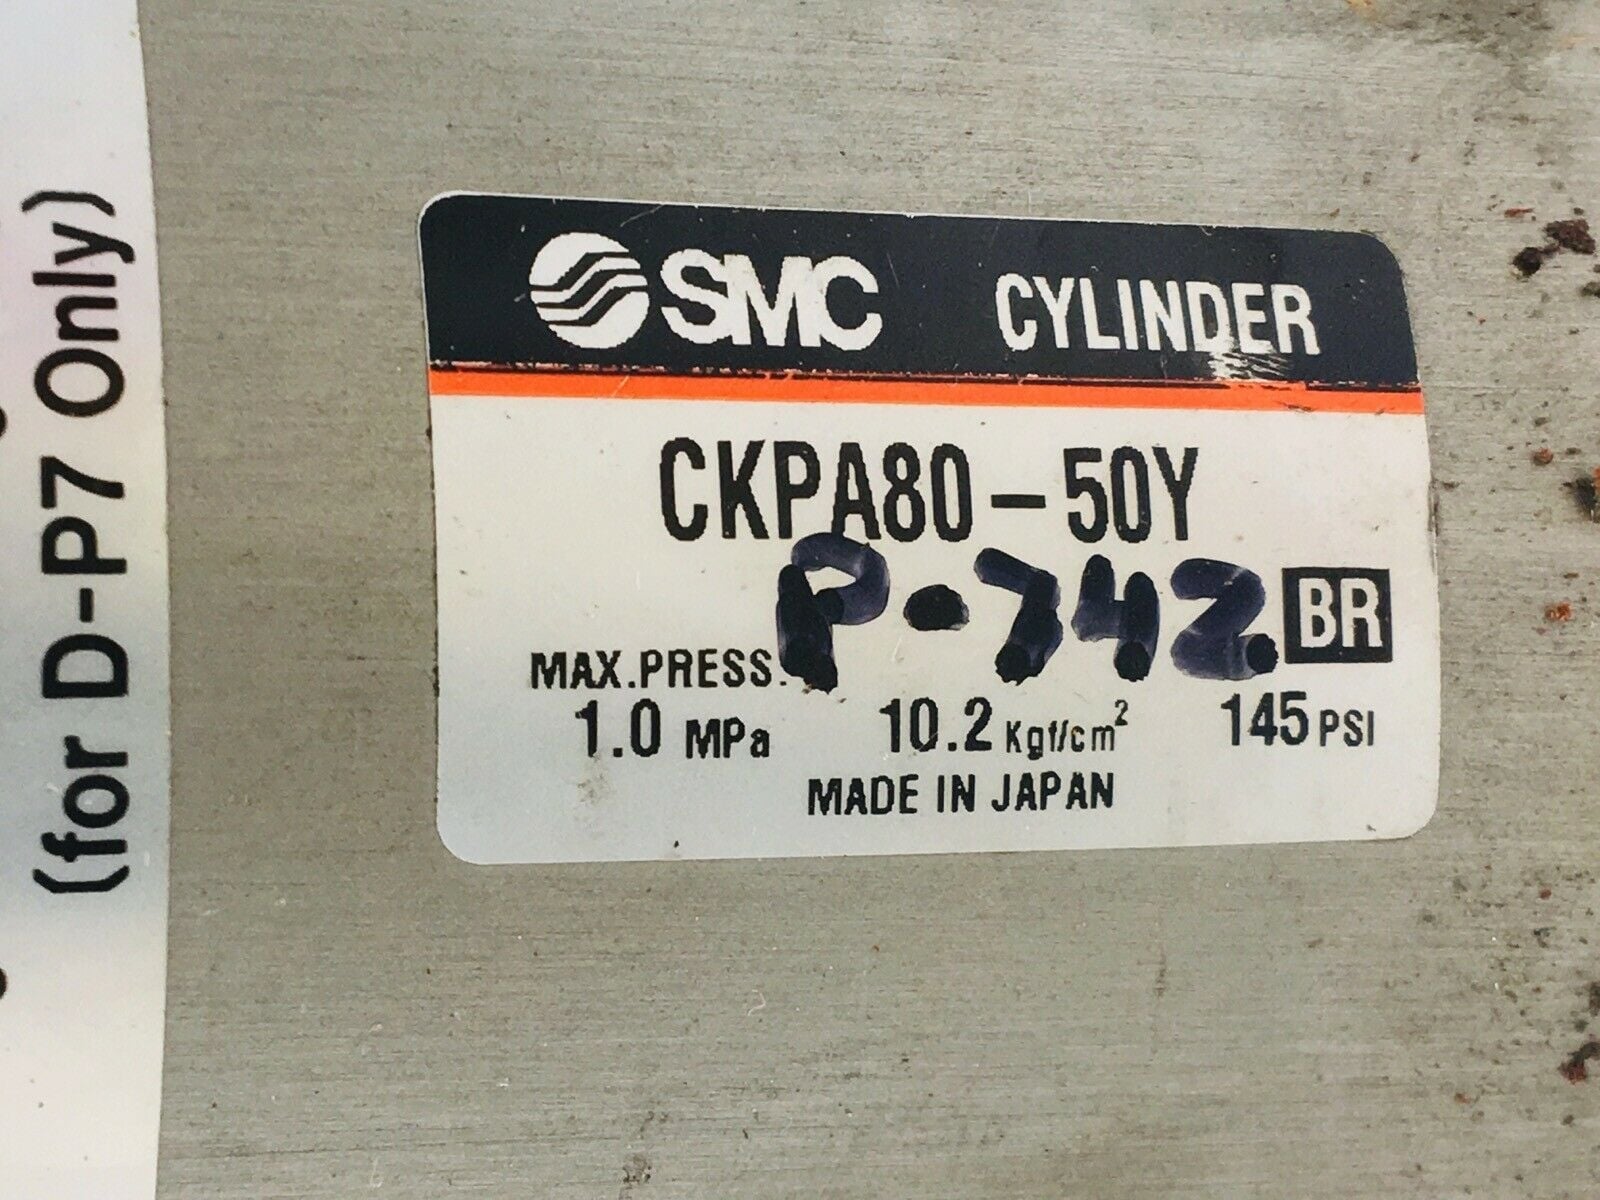 (for D-P7 Only)
SMC CYLINDER
CKPA80-50Y
P-742 BR
MAX.PRESS.
1.0 MPa 10.2 Kgf/cm² 145 PSI
MADE IN JAPAN